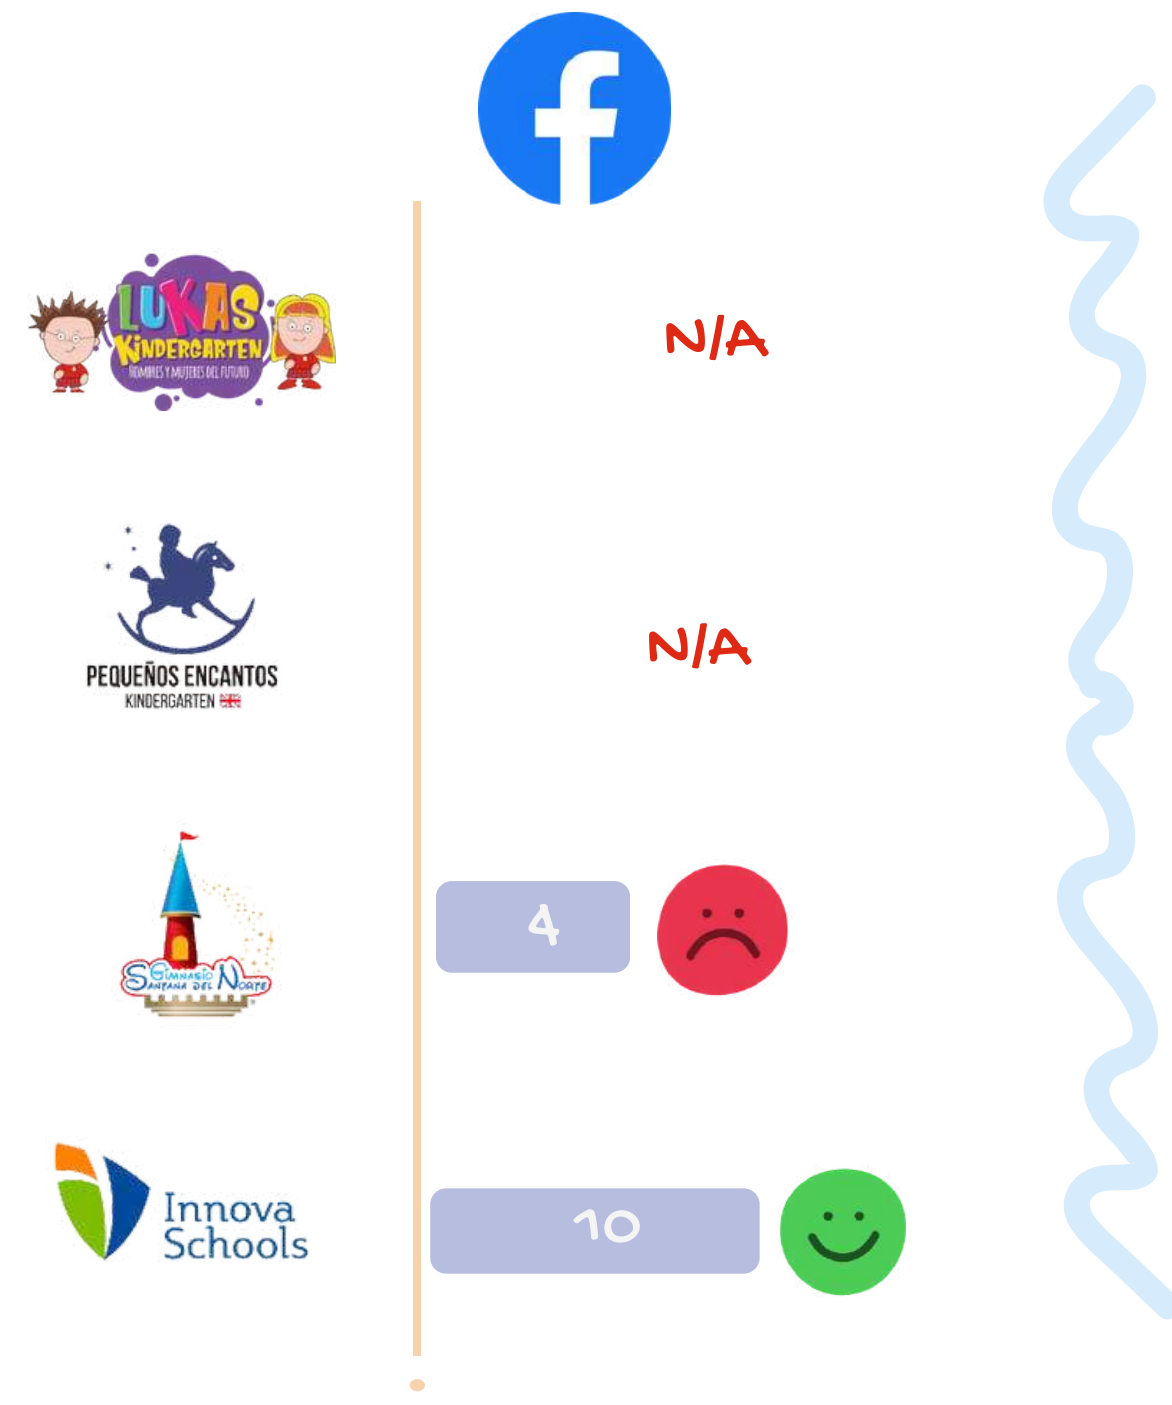 LUKAS
KINDERGARTEN
HOMBRES Y MUJERES DEL FUTURO
N/A
PEQUEÑOS ENCANTOS
KINDERGARTEN
N/A
GIMNASIO
SANTANA DEL NORTE
4
Innova
Schools
10